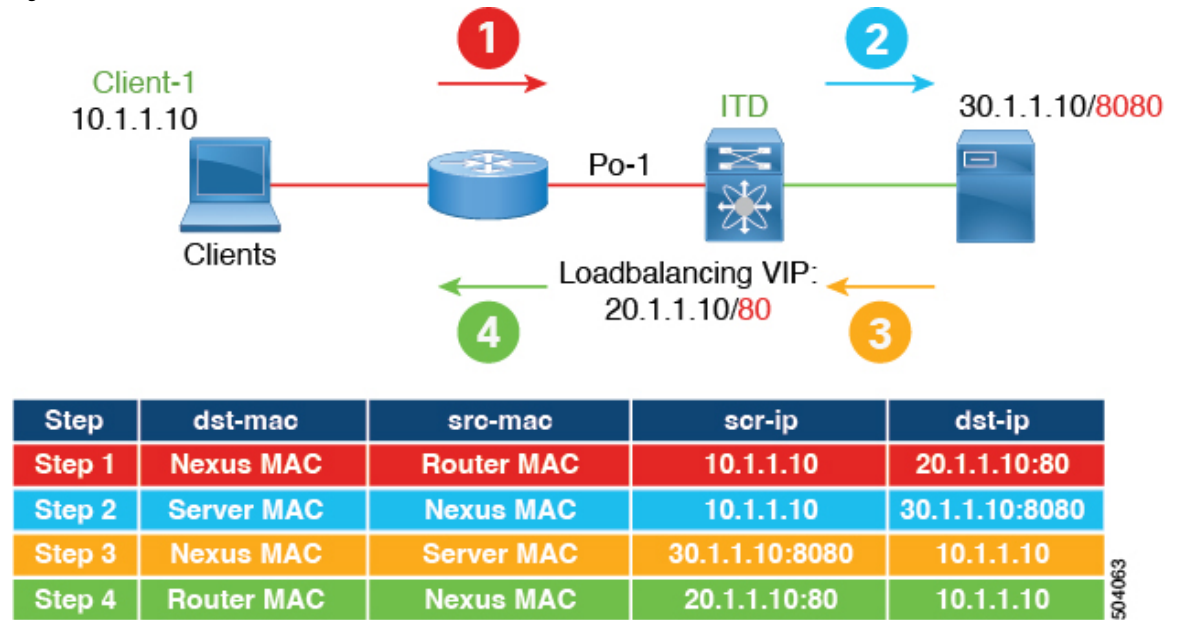 1
2
Client-1
10.1.1.10
ITD
30.1.1.10/8080
Po-1
Clients
Loadbalancing VIP:
20.1.1.10/80
4
3
Step dst-mac src-mac scr-ip dst-ip
Step 1 Nexus MAC Router MAC 10.1.1.10 20.1.1.10:80
Step 2 Server MAC Nexus MAC 10.1.1.10 30.1.1.10:8080
Step 3 Nexus MAC Server MAC 30.1.1.10:8080 10.1.1.10
Step 4 Router MAC Nexus MAC 20.1.1.10:80 10.1.1.10
504063